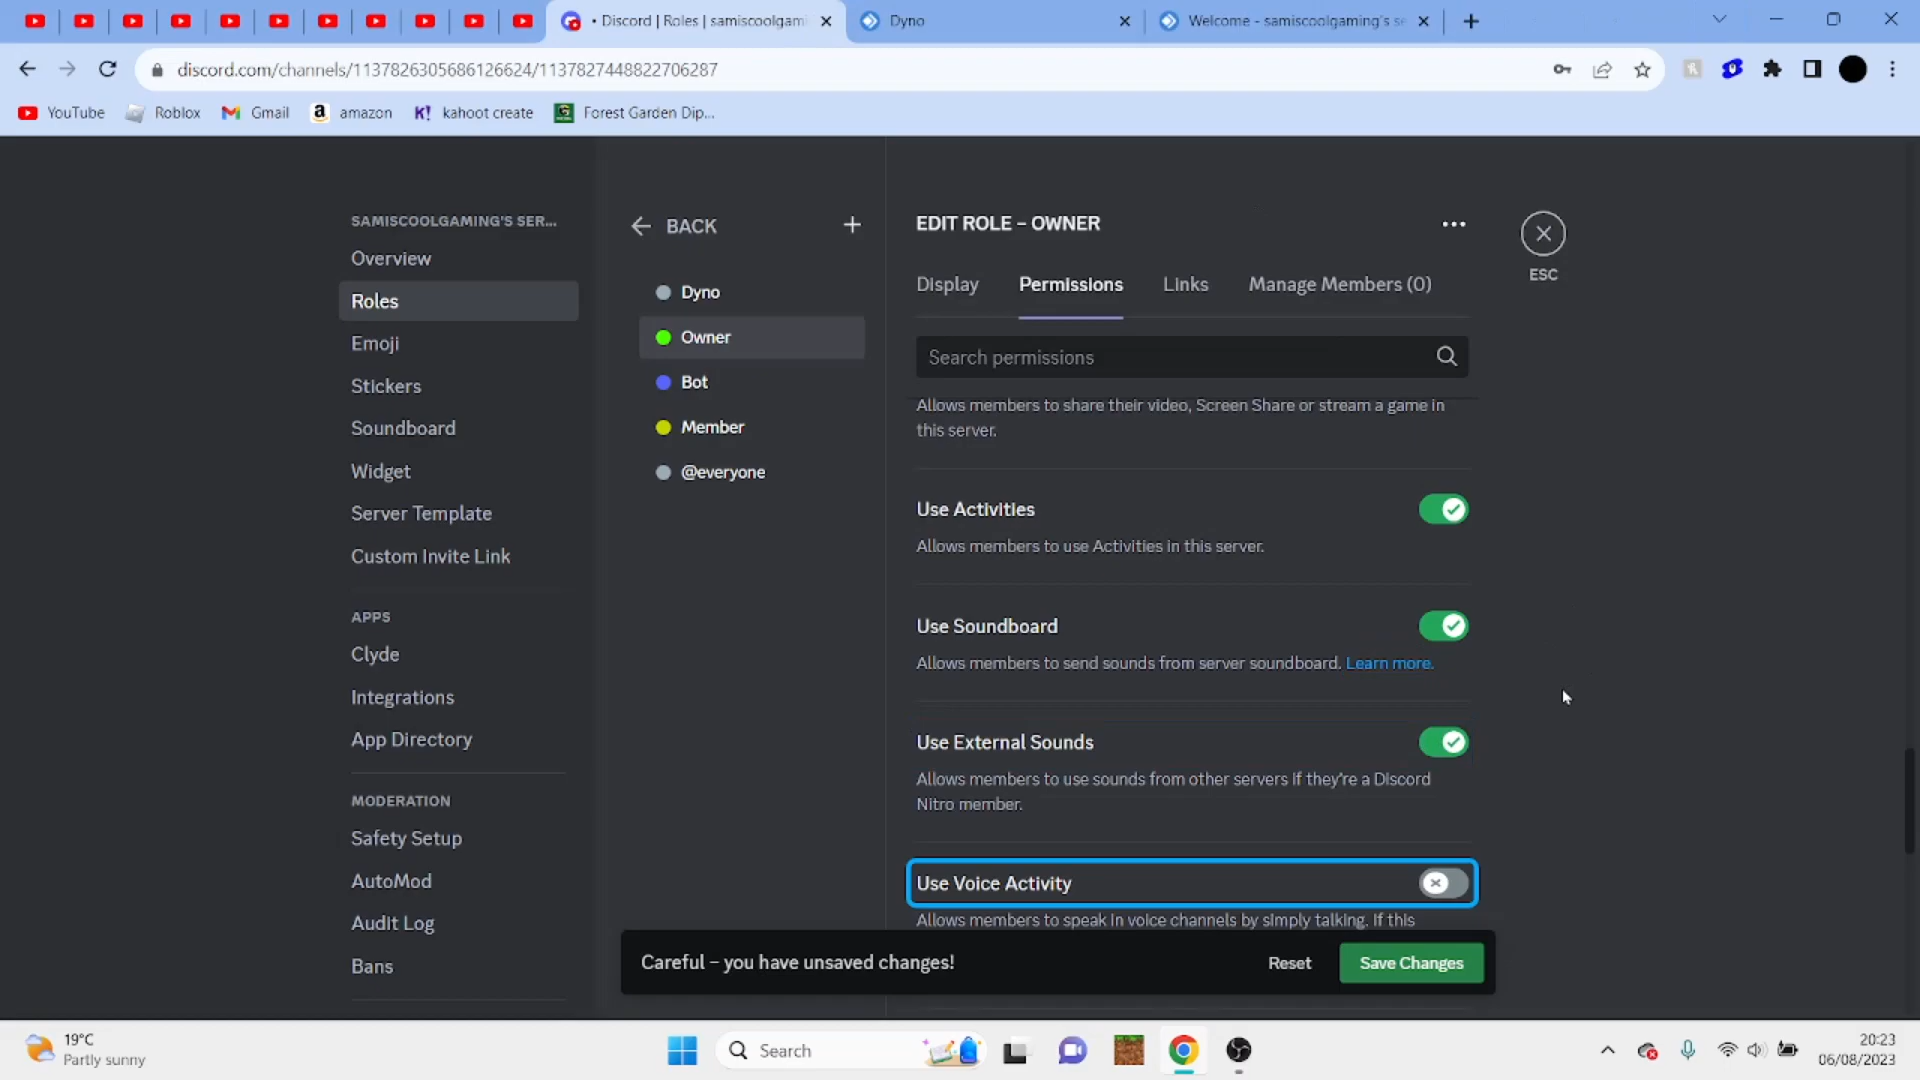 • Discord | Roles | samiscoolgami
Dyno
Welcome - samiscoolgaming's se
discord.com/channels/1137826305686126624/1137827448822706287
YouTube
Roblox
Gmail
amazon
K! kahoot create
Forest Garden Dip...
SAMISCOOLGAMING'S SER...
Overview
Roles
Emoji
Stickers
Soundboard
Widget
Server Template
Custom Invite Link
APPS
Clyde
Integrations
App Directory
MODERATION
Safety Setup
AutoMod
Audit Log
Bans
BACK
Dyno
Owner
Bot
Member
@everyone
EDIT ROLE – OWNER
ESC
Display
Permissions
Links
Manage Members (0)
Search permissions
Allows members to share their video, Screen Share or stream a game in
this server.
Use Activities
Allows members to use Activities in this server.
Use Soundboard
Allows members to send sounds from server soundboard. Learn more.
Use External Sounds
Allows members to use sounds from other servers if they're a Discord
Nitro member.
Use Voice Activity
Allows members to speak in voice channels by simply talking. If this
Careful – you have unsaved changes!
Reset
Save Changes
19°C
Partly sunny
Search
20:23
06/08/2023